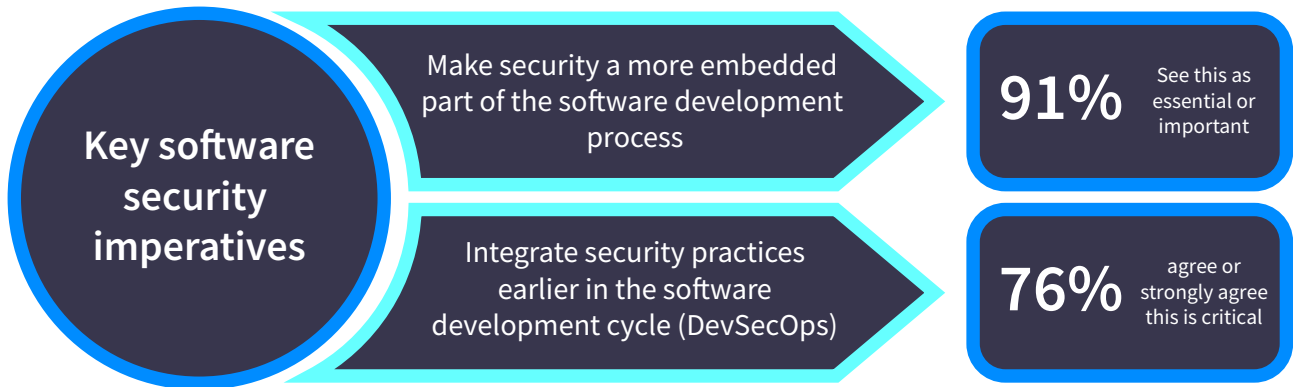 Key software
security
imperatives
Make security a more embedded
part of the software development
process
91%
See this as
essential or
important
Integrate security practices
earlier in the software
development cycle (DevSecOps)
76%
agree or
strongly agree
this is critical